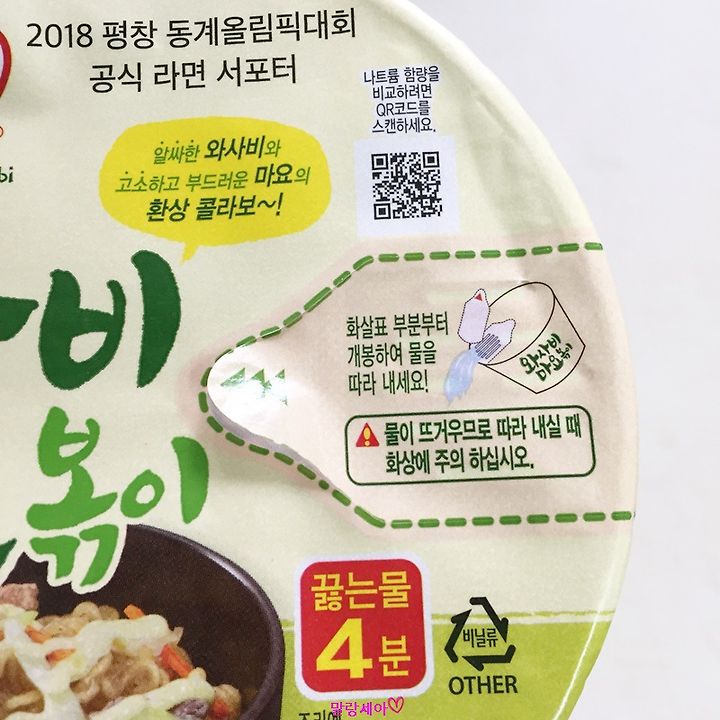 2018 평창 동계올림픽대회
공식 라면 서포터
나트륨 함량을
비교하려면
QR코드를
스캔하세요.
bi
알싸한 와사비와
고소하고 부드러운 마요의
환상 콜라보~!
비
볶이
화살표 부분부터
개봉하여 물을
따라 내세요!
와사비
마요볶이
물이 뜨거우므로 따라 내실 때
화상에 주의 하십시오.
끓는물
4분
비닐류
OTHER
조리예
말랑세아♡